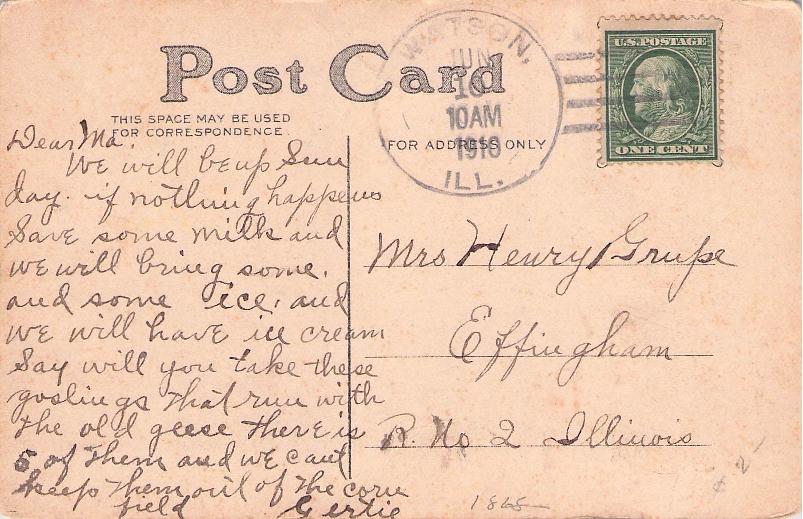 Post Card
WATSON,
JUN
16
10AM
1910
ILL.
U.S.POSTAGE
ONE CENT
THIS SPACE MAY BE USED
FOR CORRESPONDENCE.
FOR ADDRESS ONLY
Dear Ma.
We will be up Sun
day. if nothing happens
Save some milk and
we will bring some.
and some ice. and
we will have ice cream
Say will you take these
goslings that run with
the old geese there is
5 of them and we cant
keep them out of the corn
field Gertie
Mrs Henry Grupe
Effingham
R. No 2 Illinois
1868
¢ 2-